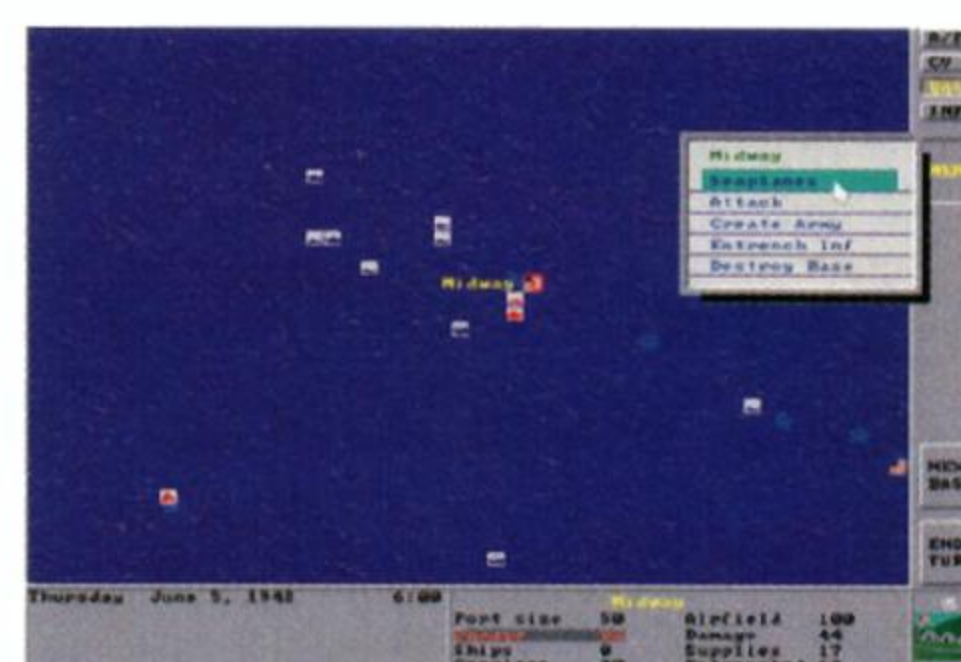 CV
Midway
Seaplanes
Attack
Create Army
Entrench Inf
Destroy Base
Midway
END
Thursday June 5, 1942 6:00
Midway
Port size 50 Airfield 100
Damage 44
Ships 0 Supplies 17